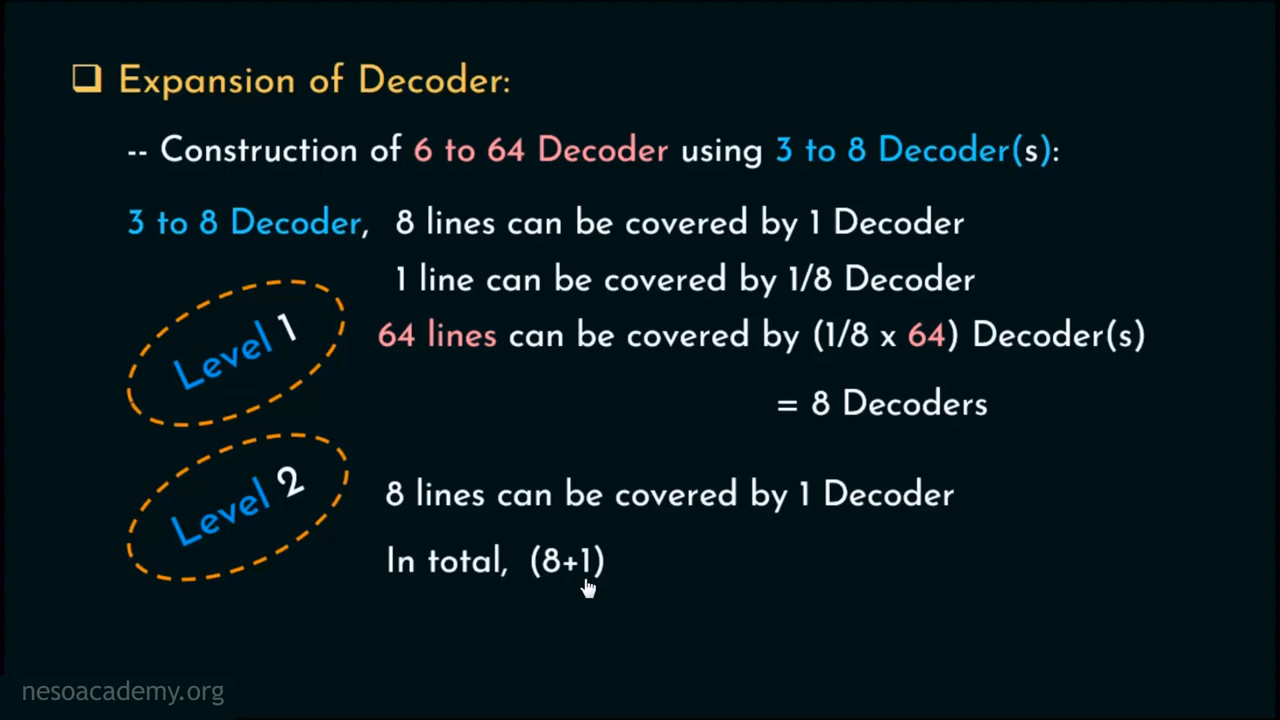 ❑ Expansion of Decoder:
-- Construction of 6 to 64 Decoder using 3 to 8 Decoder(s):
3 to 8 Decoder, 8 lines can be covered by 1 Decoder
1 line can be covered by 1/8 Decoder
Level 1
64 lines can be covered by (1/8 x 64) Decoder(s)
= 8 Decoders
Level 2
8 lines can be covered by 1 Decoder
In total, (8+1)
nesoacademy.org